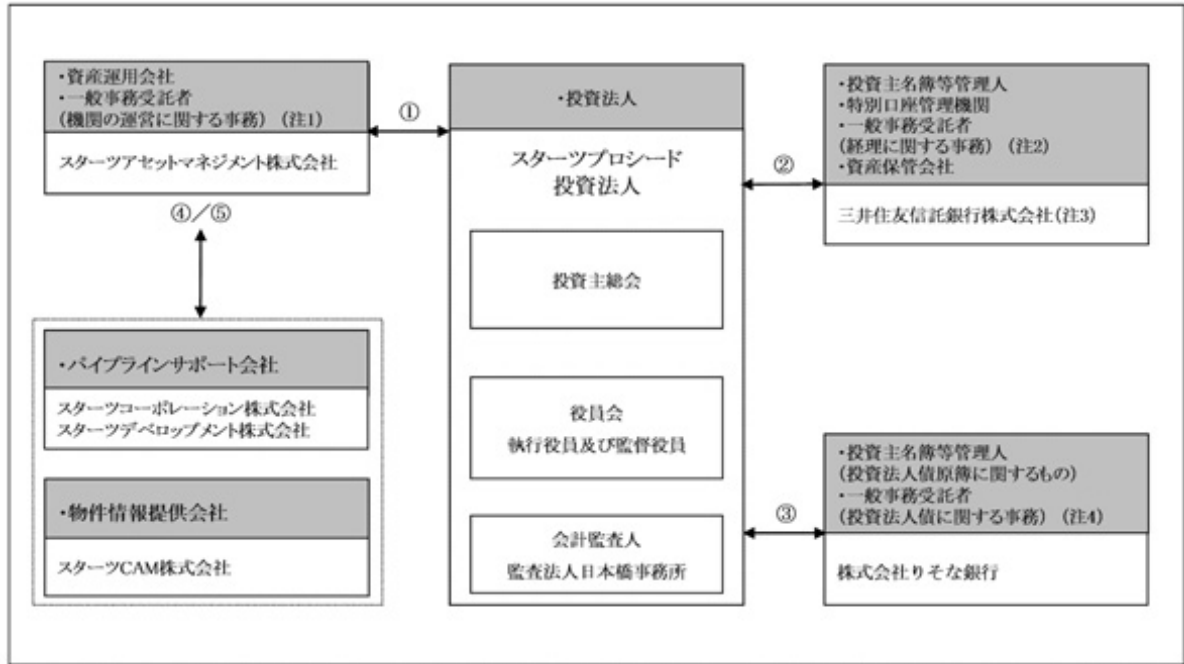 ・資産運用会社
・一般事務受託者
(機関の運営に関する事務) (注1)
スターツアセットマネジメント株式会社
①
④／⑤
・パイプラインサポート会社
スターツコーポレーション株式会社
スターツデベロップメント株式会社
・物件情報提供会社
スターツCAM株式会社
・投資法人
スターツプロシード
投資法人
投資主総会
役員会
執行役員及び監督役員
会計監査人
監査法人日本橋事務所
②
・投資主名簿等管理人
・特別口座管理機関
・一般事務受託者
(経理に関する事務) (注2)
・資産保管会社
三井住友信託銀行株式会社(注3)
③
・投資主名簿等管理人
(投資法人債原簿に関するもの)
・一般事務受託者
(投資法人債に関する事務) (注4)
株式会社りそな銀行